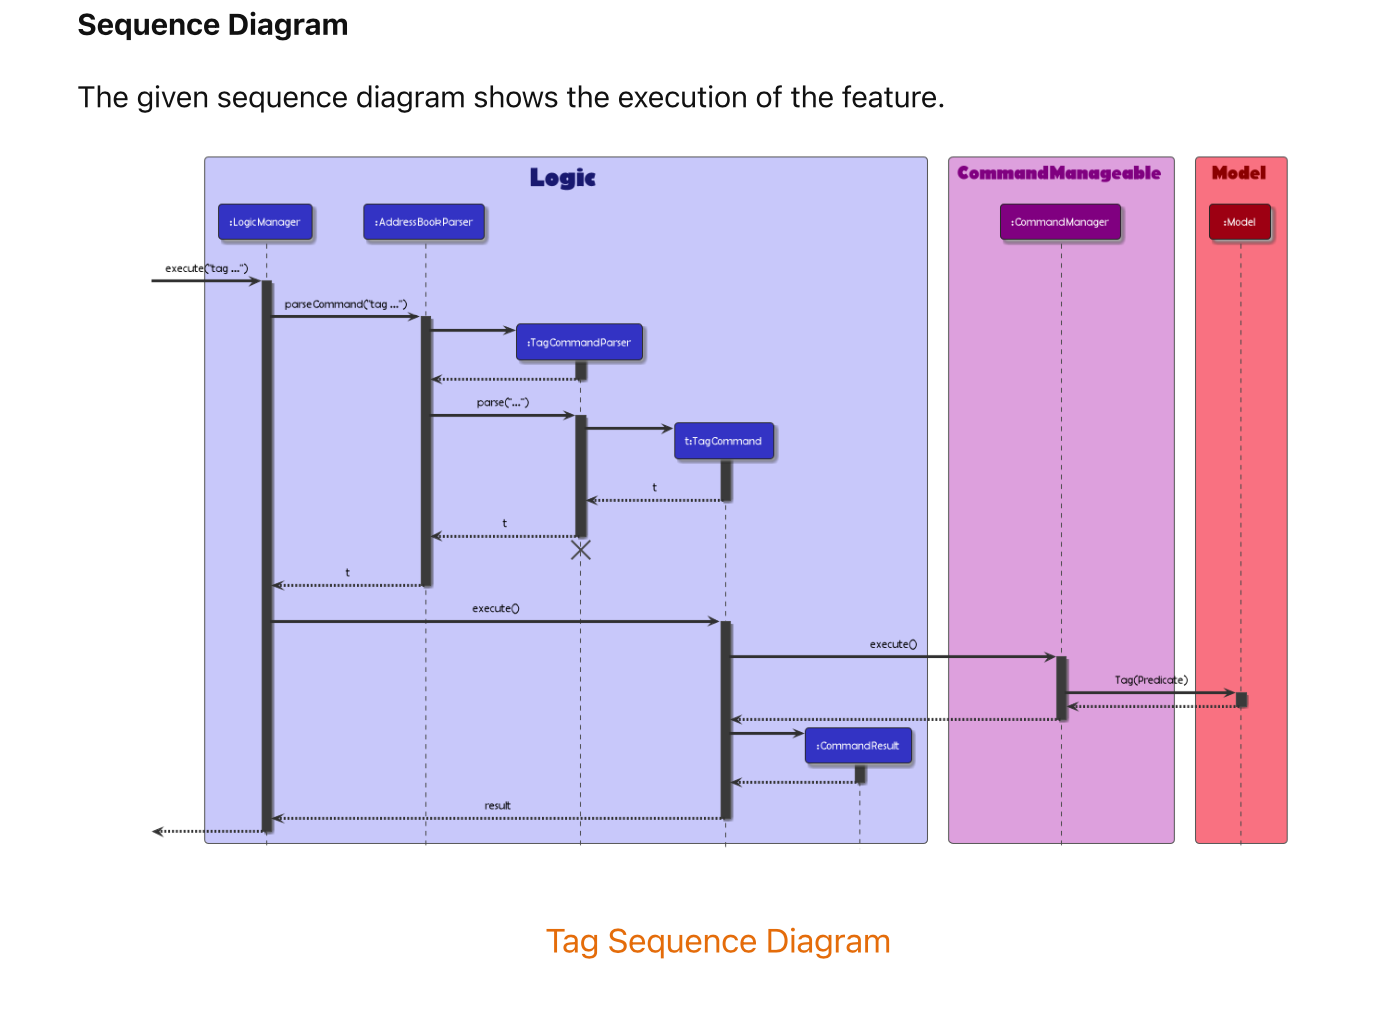 Sequence Diagram
The given sequence diagram shows the execution of the feature.
Logic
CommandManageable
Model
:LogicManager
:AddressBookParser
:CommandManager
:Model
execute("tag ...")
parseCommand("tag ...")
:TagCommandParser
parse("...")
t:TagCommand
t
t
t
execute()
execute()
Tag(Predicate)
:CommandResult
result
Tag Sequence Diagram